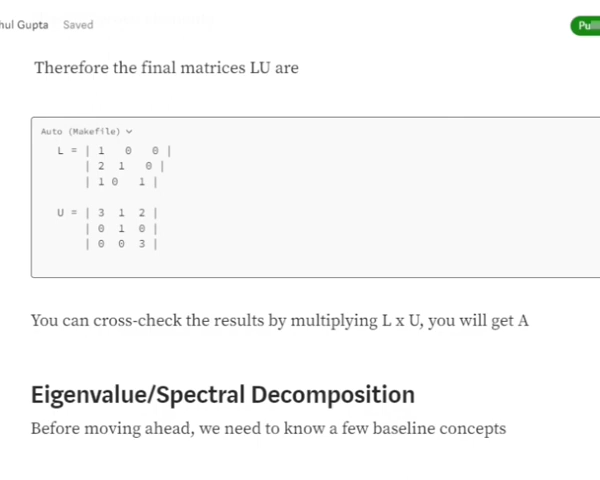 hul Gupta Saved
Therefore the final matrices LU are
Auto (Makefile)
L = | 1 0 0 |
| 2 1 0 |
| 1 0 1 |
U = | 3 1 2 |
| 0 1 0 |
| 0 0 3 |
You can cross-check the results by multiplying L x U, you will get A
Eigenvalue/Spectral Decomposition
Before moving ahead, we need to know a few baseline concepts